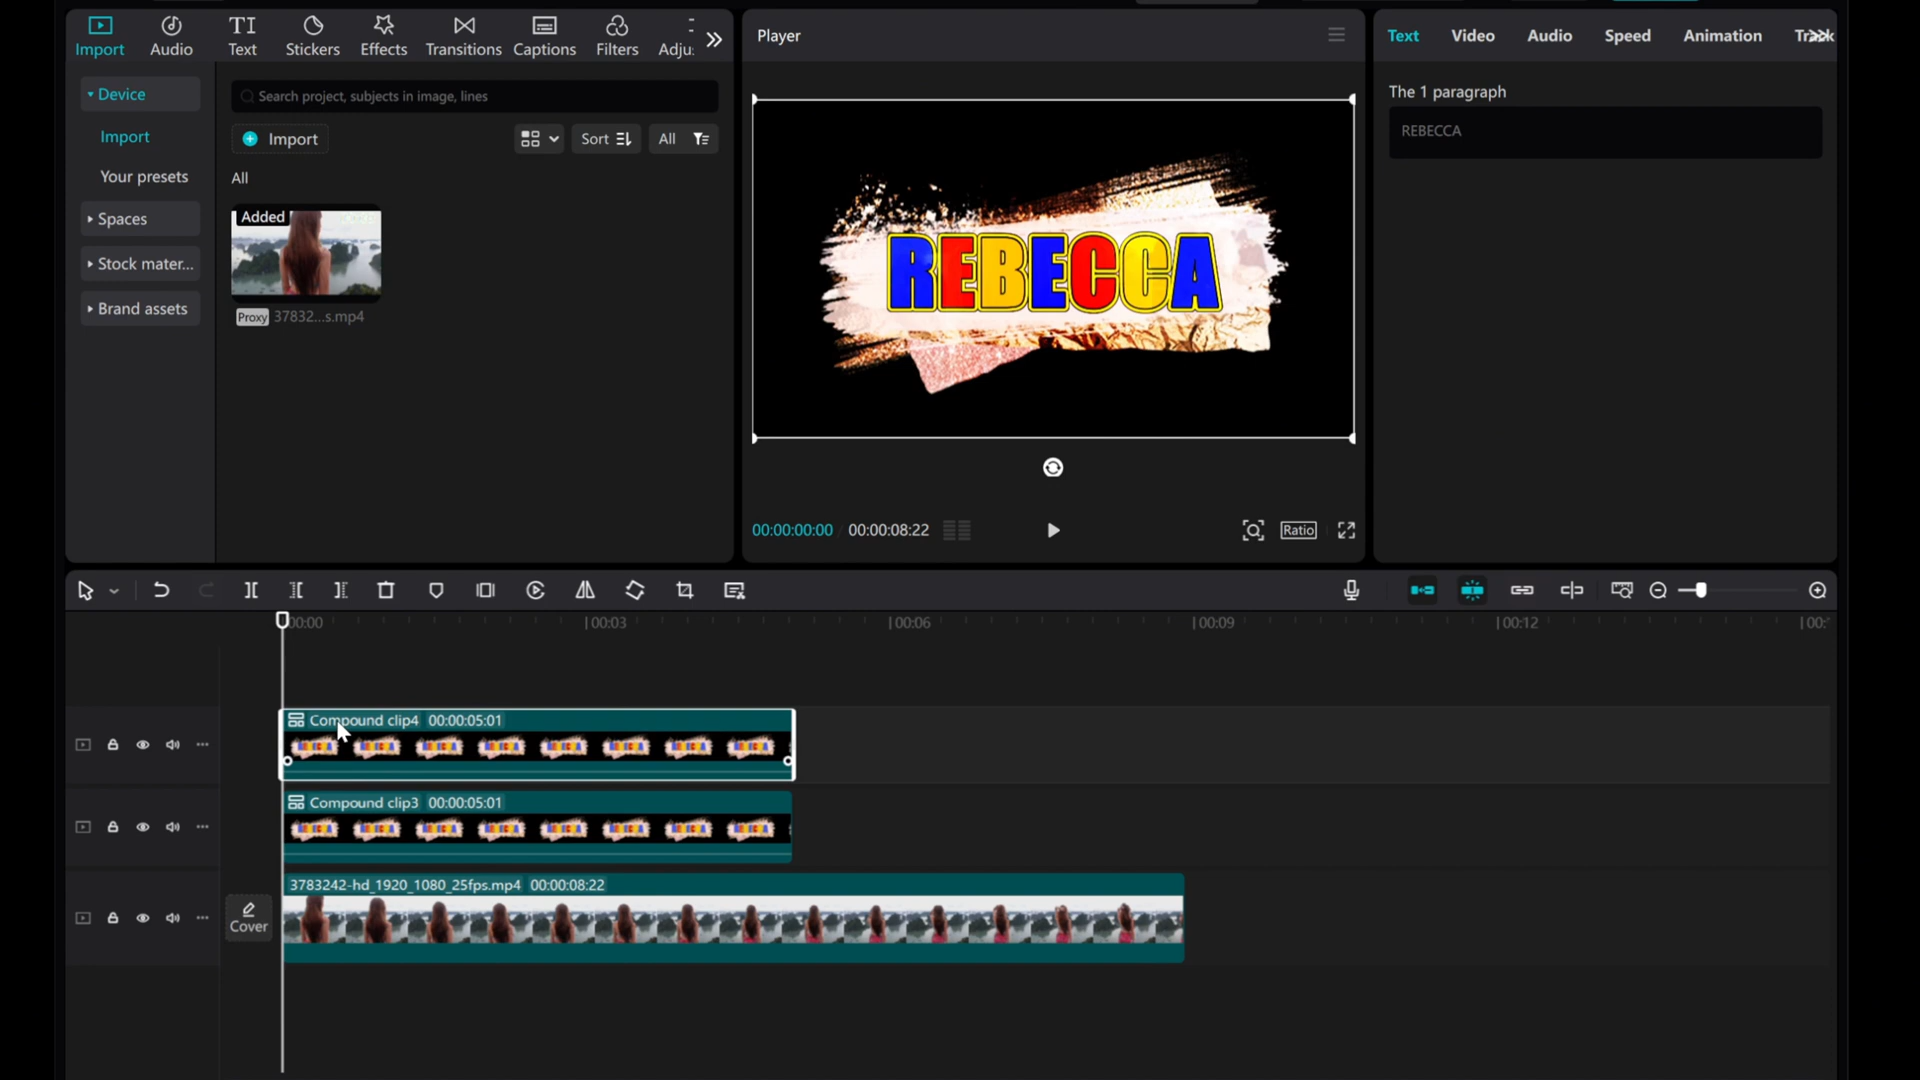 Import
Audio
Text
Stickers
Effects
Transitions
Captions
Filters
Adju:
Player
Text
Video
Audio
Speed
Animation
Track
Device
Import
Your presets
Spaces
Stock mater...
Brand assets
Search project, subjects in image, lines
Import
Sort
All
All
Added
Proxy 37832...s.mp4
REBECCA
The 1 paragraph
REBECCA
00:00:00:00 / 00:00:08:22
Ratio
00:00
00:03
00:06
00:09
00:12
00:
Compound clip4 00:00:05:01
Compound clip3 00:00:05:01
Cover
3783242-hd_1920_1080_25fps.mp4 00:00:08:22